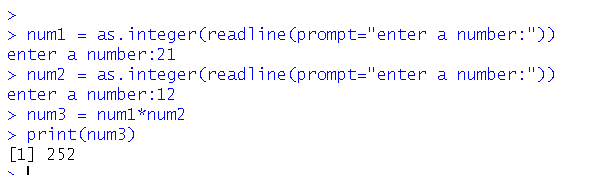 >
> num1 = as.integer(readline(prompt="enter a number:"))
enter a number:21
> num2 = as.integer(readline(prompt="enter a number:"))
enter a number:12
> num3 = num1*num2
> print(num3)
[1] 252
>